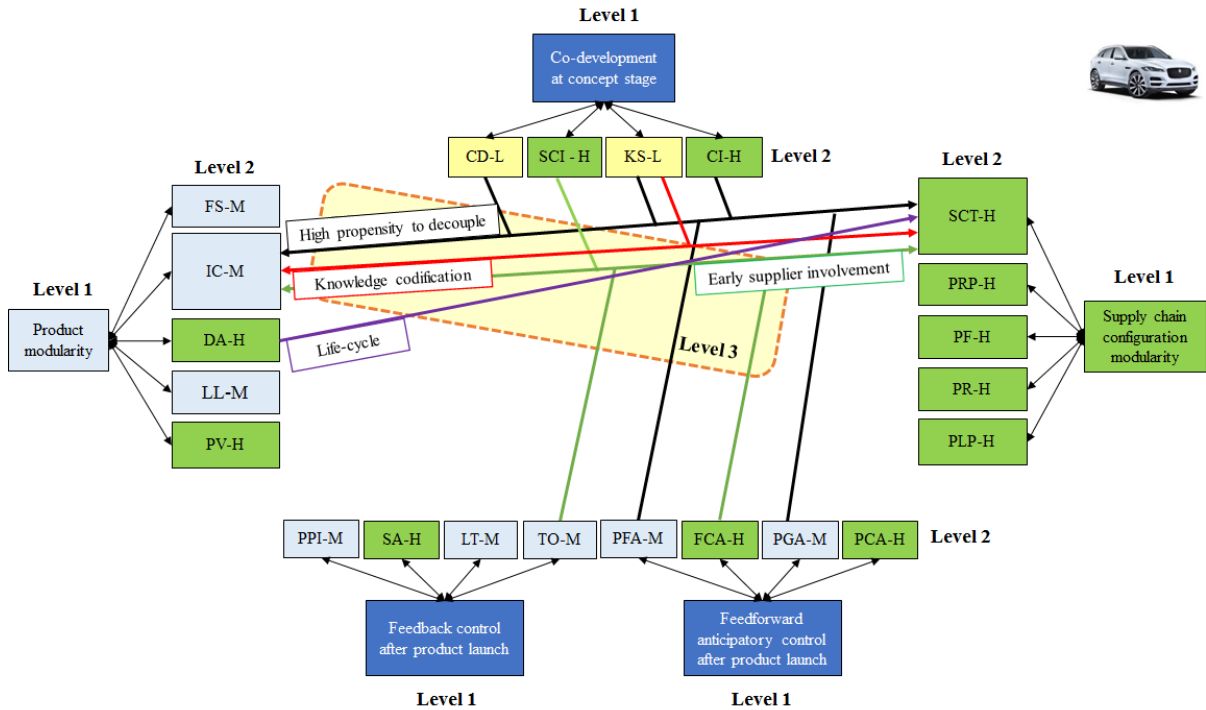 Level 1
Co-development
at concept stage
CD-L
SCI - H
KS-L
CI-H
Level 2
Level 2
Level 2
FS-M
IC-M
DA-H
LL-M
PV-H
Level 1
Product
modularity
High propensity to decouple
Knowledge codification
Early supplier involvement
Life-cycle
Level 3
SCT-H
PRP-H
PF-H
PR-H
PLP-H
Level 1
Supply chain
configuration
modularity
PPI-M
SA-H
LT-M
TO-M
PFA-M
FCA-H
PGA-M
PCA-H
Level 2
Feedback control
after product launch
Feedforward
anticipatory control
after product launch
Level 1
Level 1